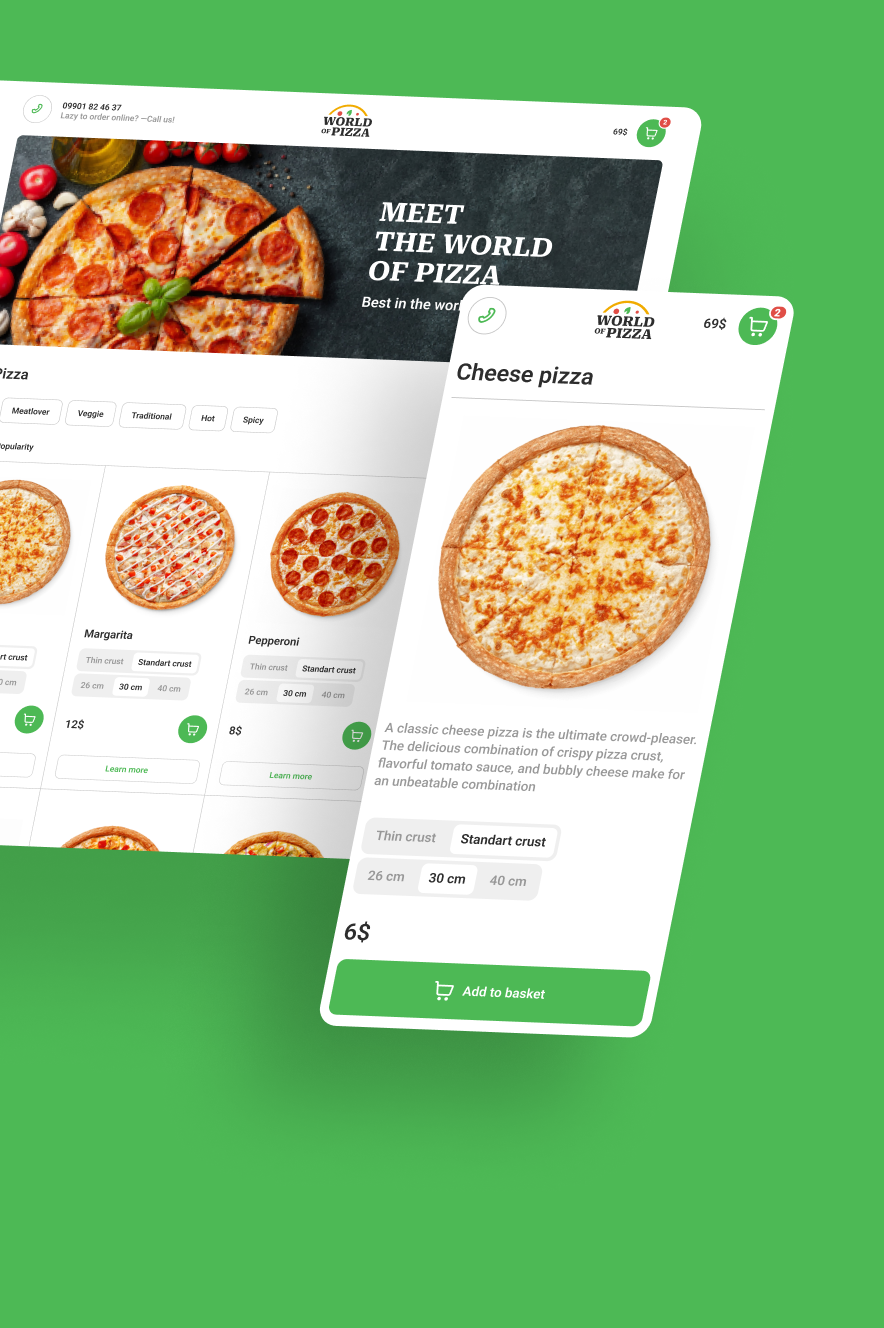 09901 82 46 37
Lazy to order online? —Call us!
WORLD
OF PIZZA
69$
2
MEET
THE WORLD
OF PIZZA
Best in the
Pizza
Meatlover
Veggie
Traditional
Hot
Spicy
opularity
rt crust
0 cm
Margarita
Thin crust
Standart crust
26 cm
30 cm
40 cm
12$
Learn more
Pepperoni
Thin crust
Standart crust
26 cm
30 cm
40 cm
8$
Learn more
WORLD
OF PIZZA
69$
2
Cheese pizza
A classic cheese pizza is the ultimate crowd-pleaser.
The delicious combination of crispy pizza crust,
flavorful tomato sauce, and bubbly cheese make for
an unbeatable combination
Thin crust
Standart crust
26 cm
30 cm
40 cm
6$
Add to basket